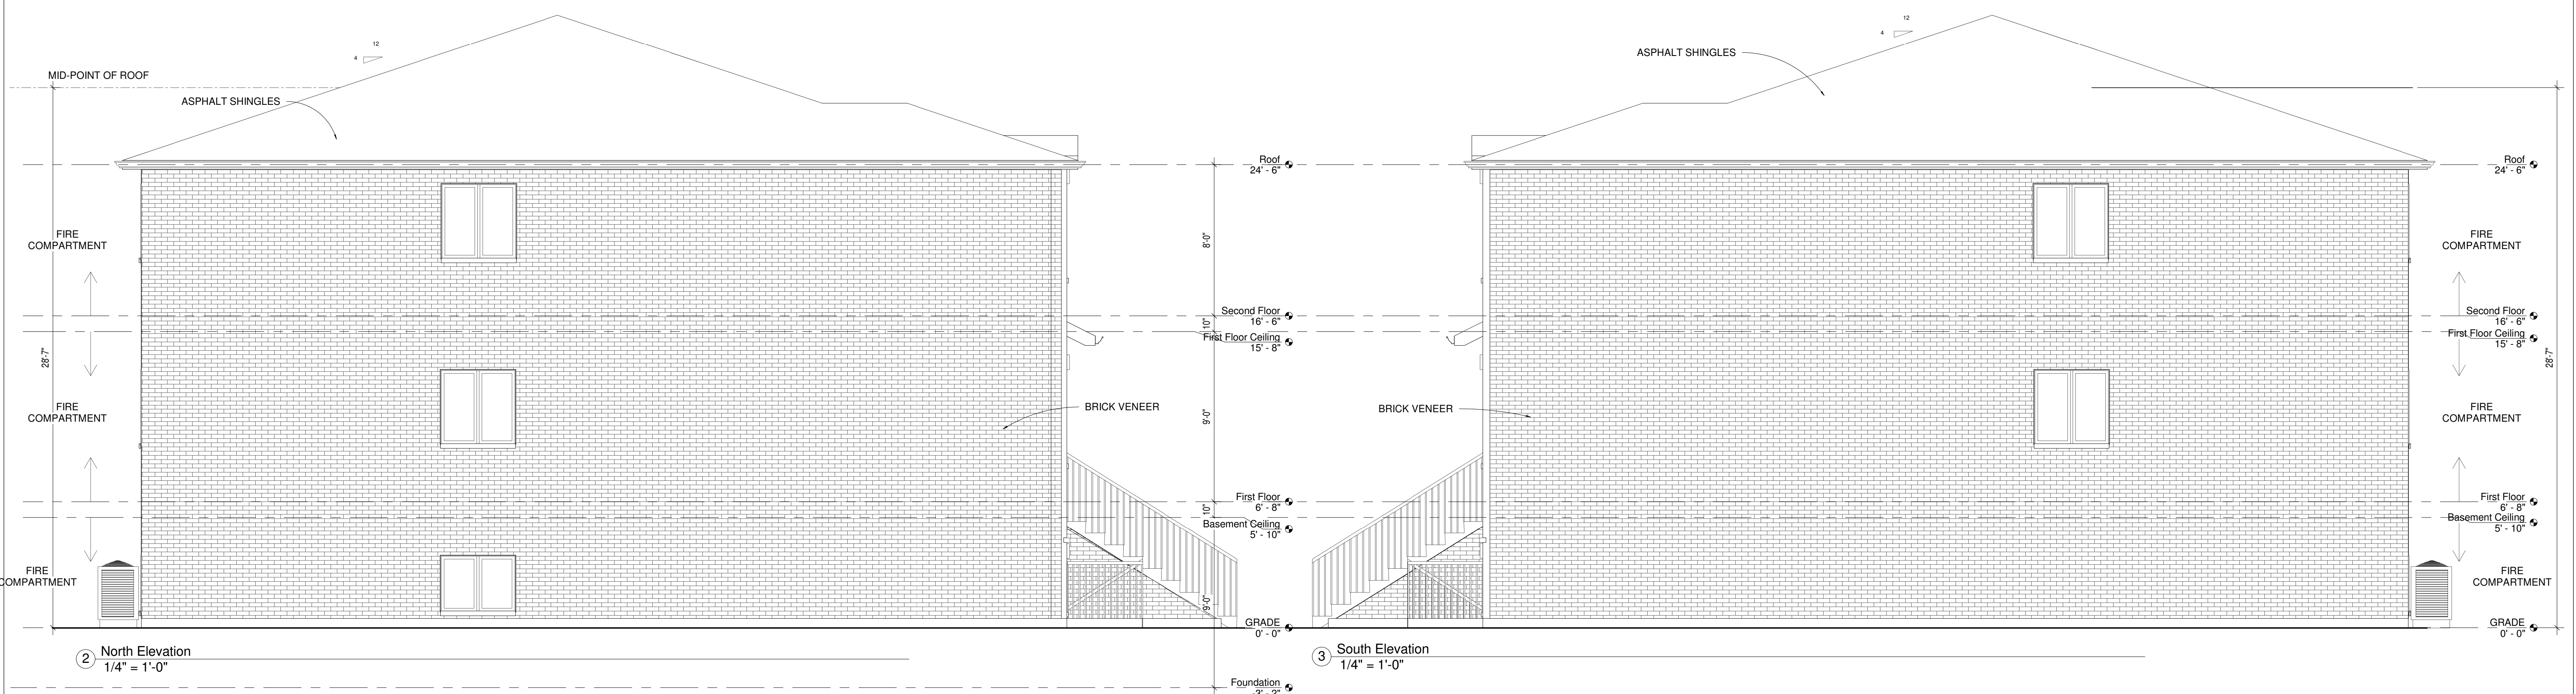 12
4
MID-POINT OF ROOF
ASPHALT SHINGLES
Roof
24' - 6"
FIRE
COMPARTMENT
8'-0"
Second Floor
16' - 6"
10"
First Floor Ceiling
15' - 8"
28'-7"
FIRE
COMPARTMENT
BRICK VENEER
9'-0"
First Floor
6' - 8"
10"
Basement Ceiling
5' - 10"
FIRE
COMPARTMENT
9'-0"
GRADE
0' - 0"
2 North Elevation
1/4" = 1'-0"
Foundation
-3' - 2"
12
4
ASPHALT SHINGLES
Roof
24' - 6"
FIRE
COMPARTMENT
Second Floor
16' - 6"
First Floor Ceiling
15' - 8"
28'-7"
BRICK VENEER
FIRE
COMPARTMENT
First Floor
6' - 8"
Basement Ceiling
5' - 10"
FIRE
COMPARTMENT
GRADE
0' - 0"
3 South Elevation
1/4" = 1'-0"